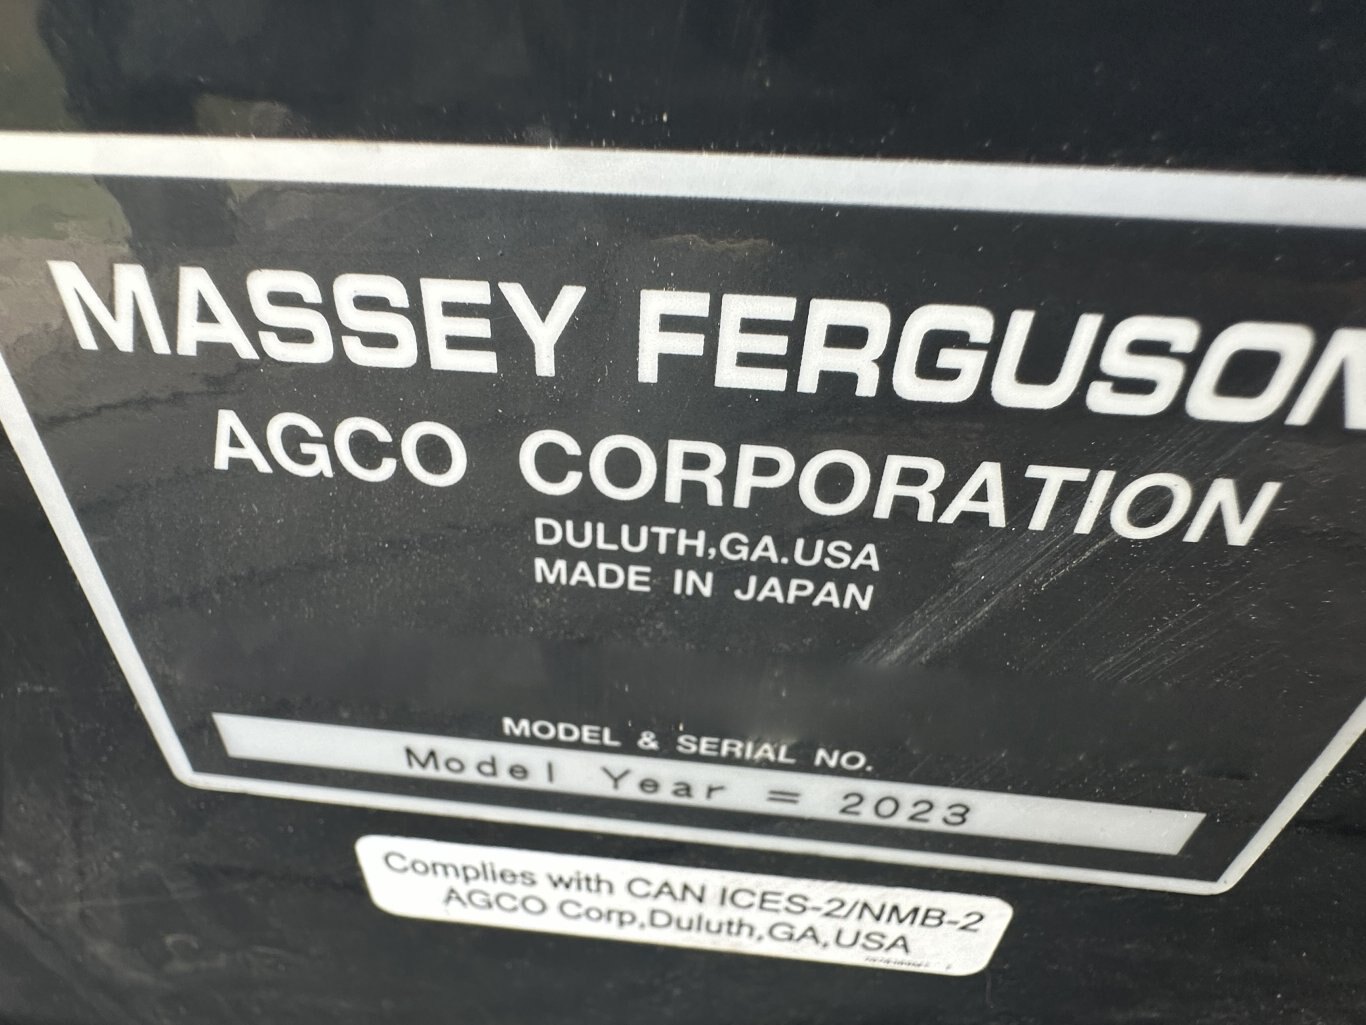 MASSEY FERGUSON
AGCO CORPORATION
DULUTH,GA.USA
MADE IN JAPAN
MODEL & SERIAL NO.
Model Year = 2023
Complies with CAN ICES-2/NMB-2
AGCO Corp,Duluth,GA,USA